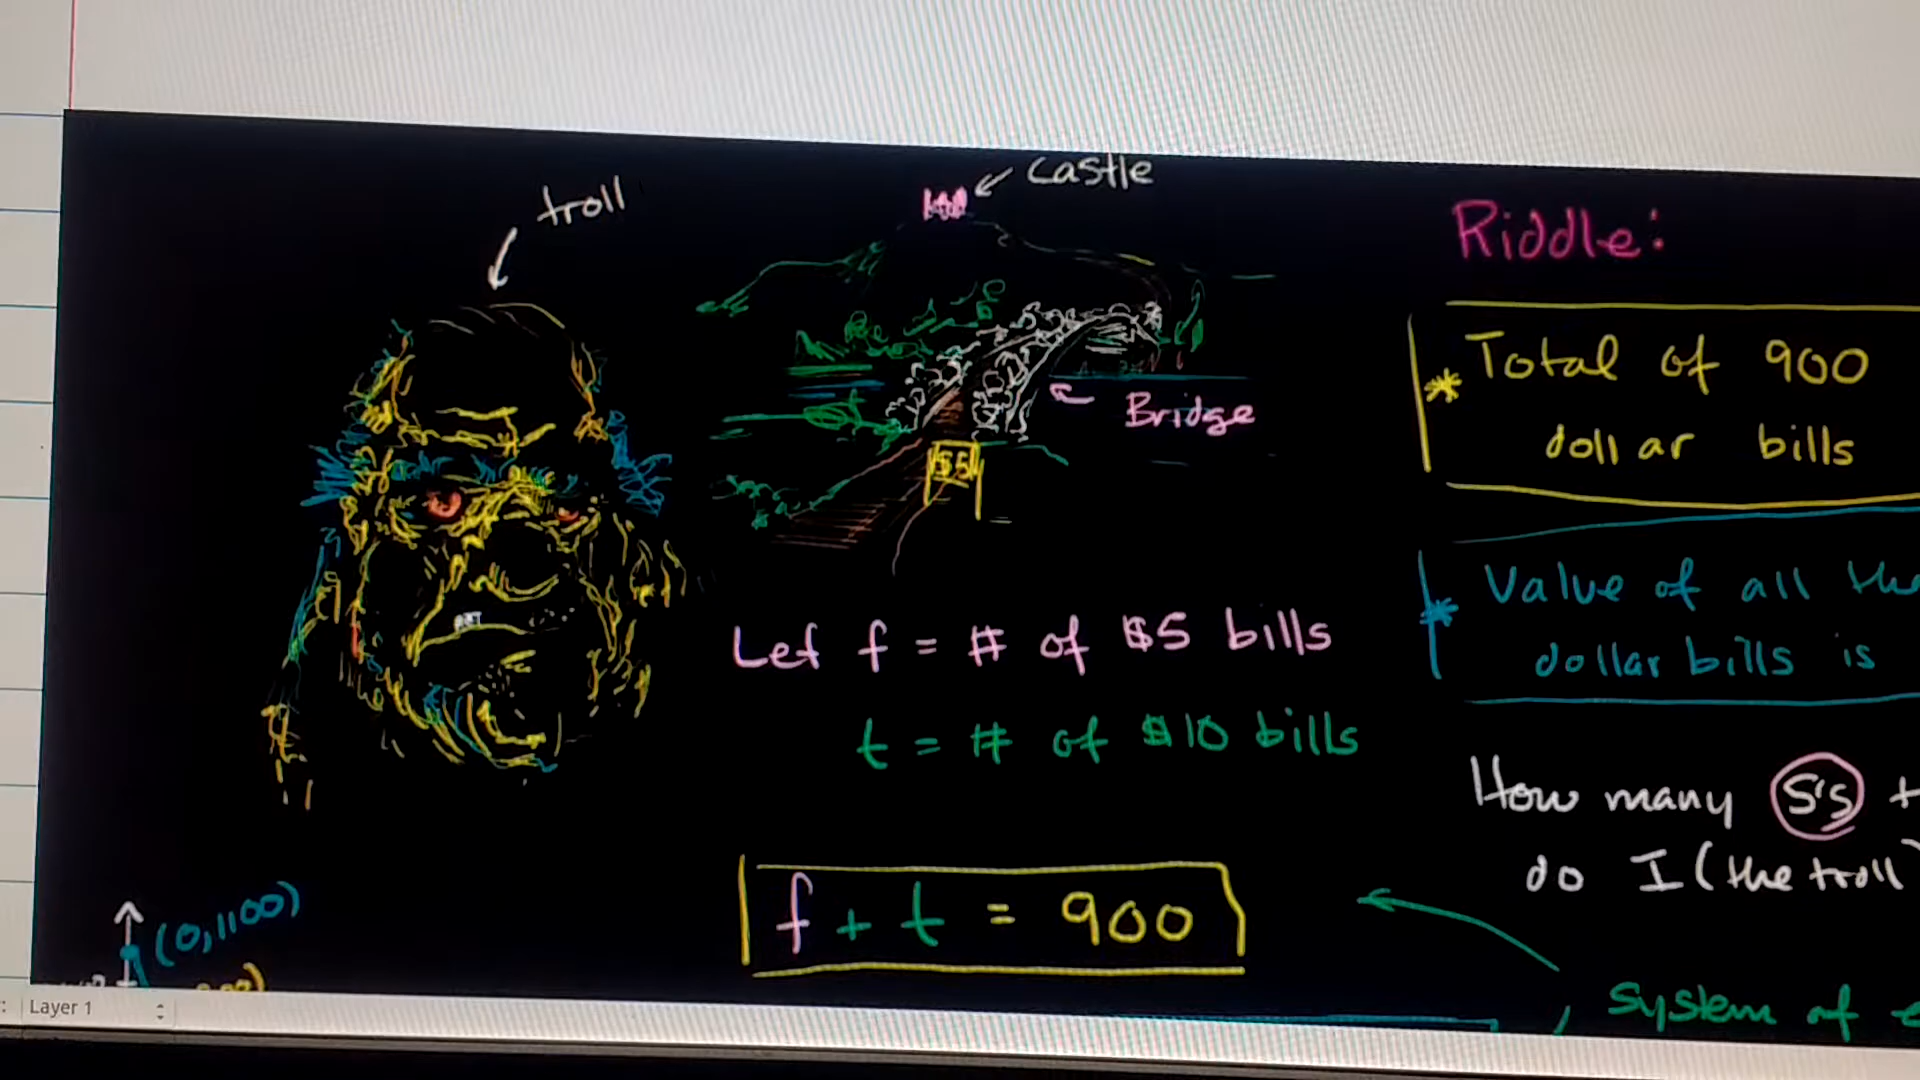 troll
castle
Bridge
$5
Let f = # of $5 bills
t = # of $10 bills
f + t = 900
Riddle:
* Total of 900
dollar bills
* Value of all the
dollar bills is
How many 5's
do I (the troll)
System of
(0,1100)
Layer 1